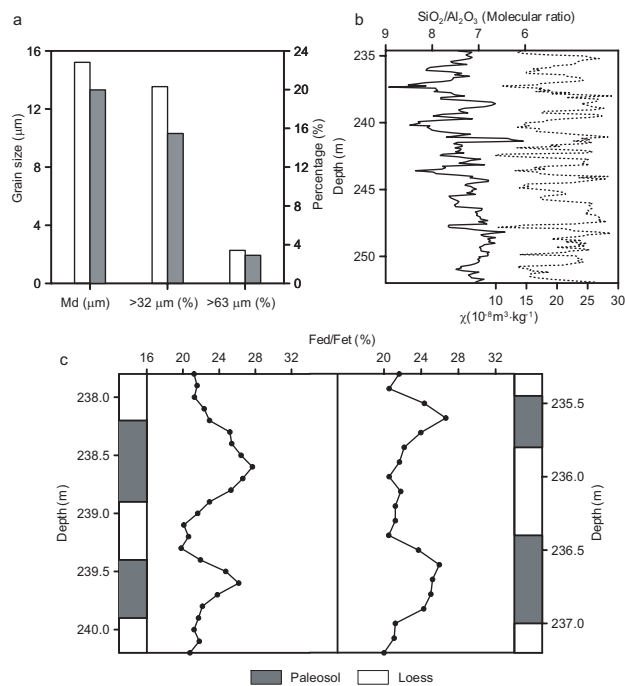 a
16
12
8
4
0
Grain size (μm)
24
20
16
12
8
4
0
Percentage (%)
Md (μm)
>32 μm (%)
>63 μm (%)
b
SiO2/Al2O3 (Molecular ratio)
9 8 7 6
235
240
245
250
Depth (m)
10 15 20 25 30
χ(10-8m3·kg-1)
c
Fed/Fet (%)
16 20 24 28 32
20 24 28 32
238.0
238.5
239.0
239.5
240.0
Depth (m)
235.5
236.0
236.5
237.0
Depth (m)
Paleosol
Loess